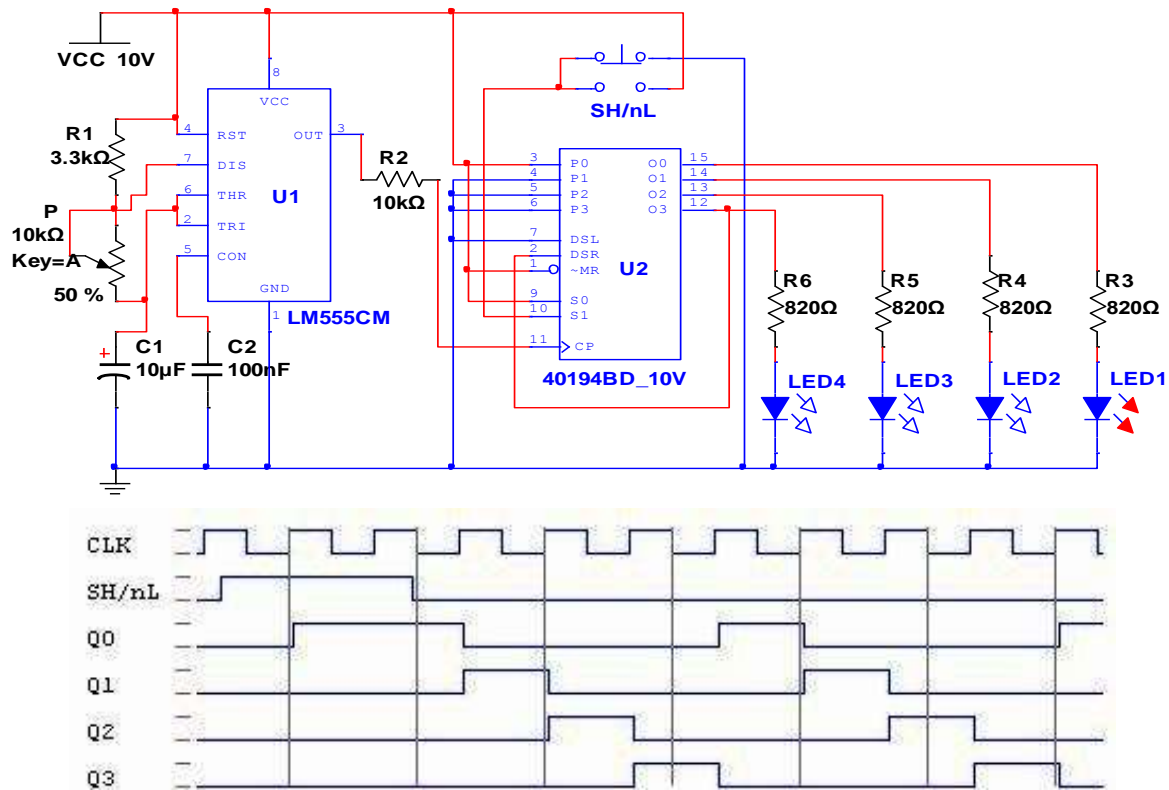 VCC 10V
R1
3.3kΩ
P
10kΩ
Key=A
50 %
C1
10µF
C2
100nF
8
VCC
4 RST
OUT 3
7 DIS
6 THR
U1
2 TRI
5 CON
GND
1
LM555CM
R2
10kΩ
SH/nL
3 P0
O0 15
4 P1
O1 14
5 P2
O2 13
6 P3
O3 12
7 DSL
2 DSR
U2
1 ~MR
9 S0
10 S1
11 CP
40194BD_10V
R6
820Ω
R5
820Ω
R4
820Ω
R3
820Ω
LED4
LED3
LED2
LED1
CLK
SH/nL
Q0
Q1
Q2
Q3